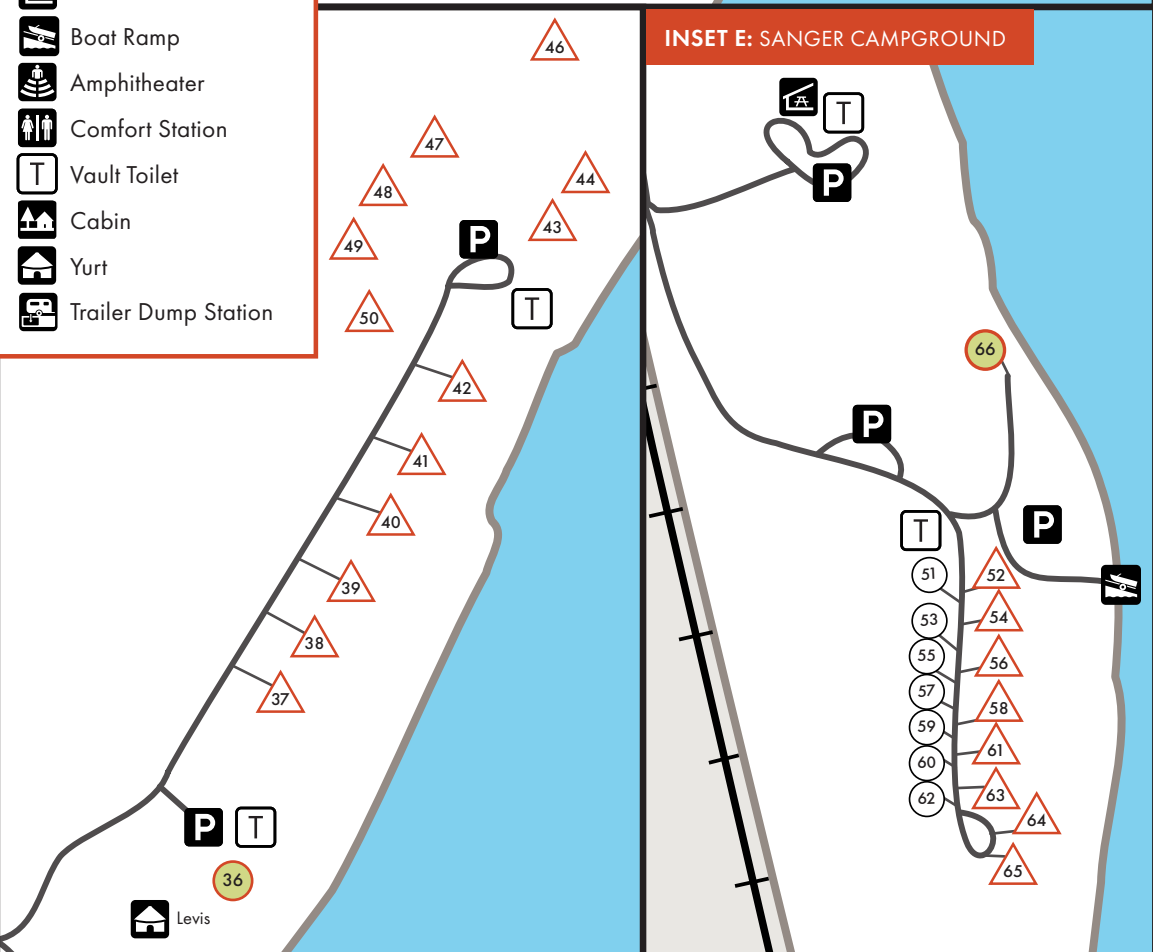 Boat Ramp
Amphitheater
Comfort Station
T Vault Toilet
Cabin
Yurt
Trailer Dump Station
46
47
48
44
43
49
P
T
50
42
41
40
39
38
37
P T
36
Levis
INSET E: SANGER CAMPGROUND
T
P
66
P
T
P
51
52
53
54
55
56
57
58
59
61
60
63
62
64
65